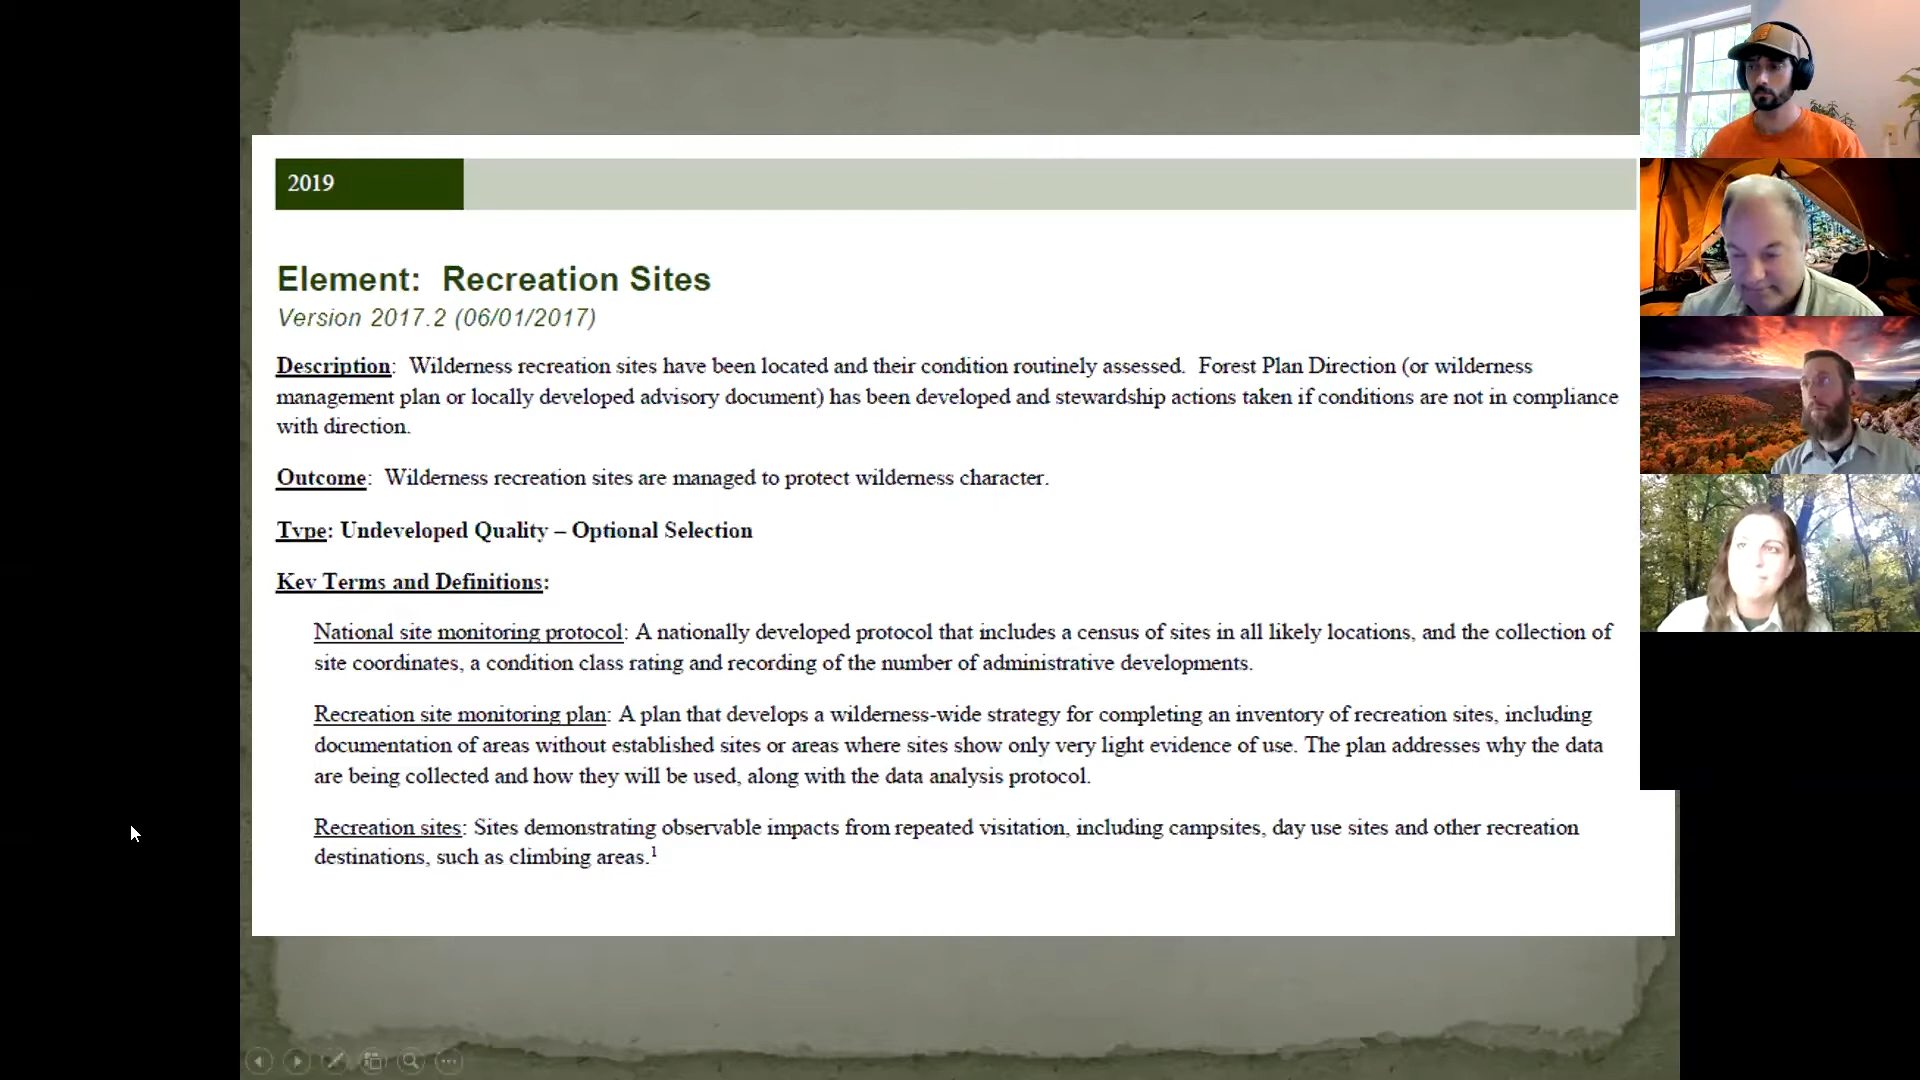 2019
Element: Recreation Sites
Version 2017.2 (06/01/2017)
Description: Wilderness recreation sites have been located and their condition routinely assessed. Forest Plan Direction (or wilderness
management plan or locally developed advisory document) has been developed and stewardship actions taken if conditions are not in compliance
with direction.
Outcome: Wilderness recreation sites are managed to protect wilderness character.
Type: Undeveloped Quality – Optional Selection
Key Terms and Definitions:
National site monitoring protocol: A nationally developed protocol that includes a census of sites in all likely locations, and the collection of
site coordinates, a condition class rating and recording of the number of administrative developments.
Recreation site monitoring plan: A plan that develops a wilderness-wide strategy for completing an inventory of recreation sites, including
documentation of areas without established sites or areas where sites show only very light evidence of use. The plan addresses why the data
are being collected and how they will be used, along with the data analysis protocol.
Recreation sites: Sites demonstrating observable impacts from repeated visitation, including campsites, day use sites and other recreation
destinations, such as climbing areas.¹